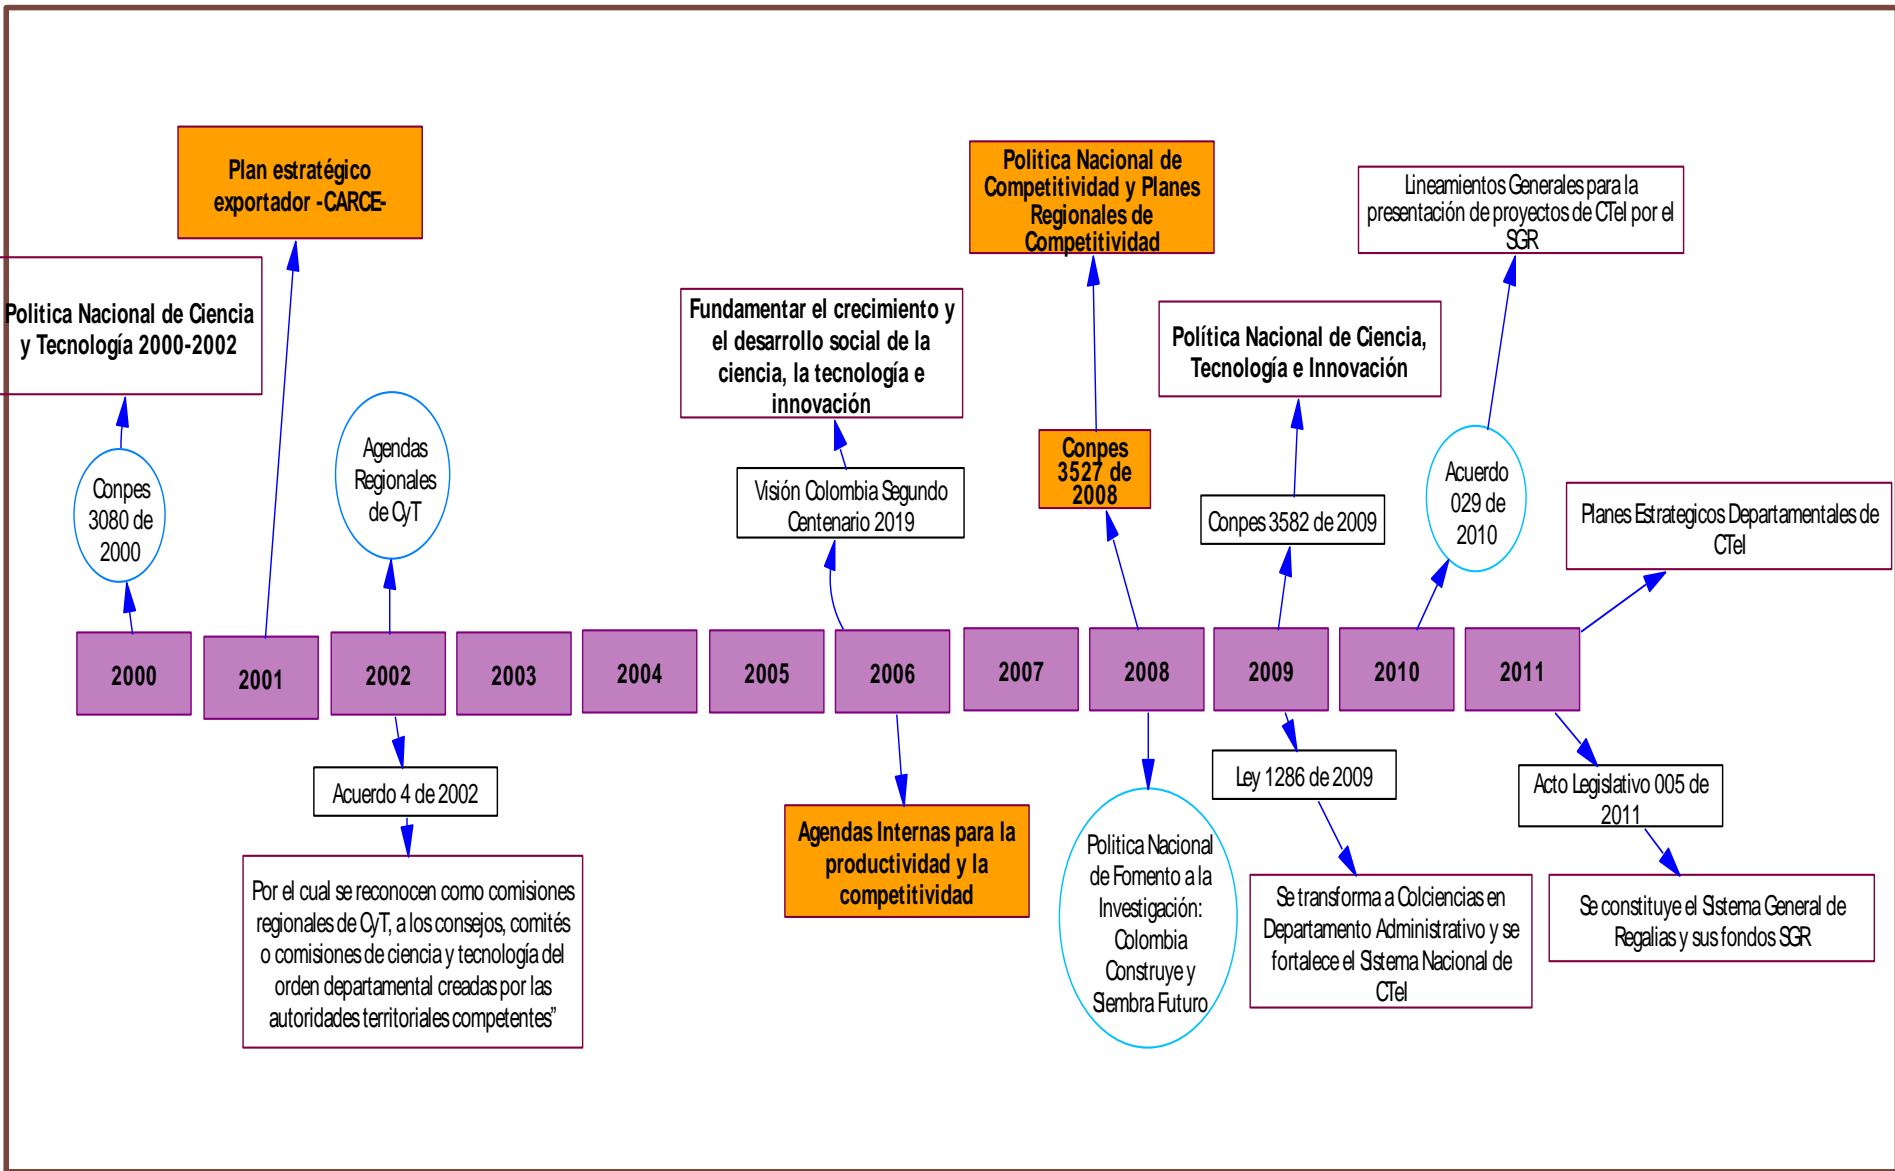 Plan estratégico
exportador -CARCE-
Politica Nacional de
Competitividad y Planes
Regionales de
Competitividad
Lineamientos Generales para la
presentación de proyectos de CTeI por el
SGR
Politica Nacional de Ciencia
y Tecnología 2000-2002
Fundamentar el crecimiento y
el desarrollo social de la
ciencia, la tecnología e
innovación
Política Nacional de Ciencia,
Tecnología e Innovación
Conpes
3080 de
2000
Agendas
Regionales
de CyT
Visión Colombia Segundo
Centenario 2019
Conpes
3527 de
2008
Conpes 3582 de 2009
Acuerdo
029 de
2010
Planes Estrategicos Departamentales de
CTeI
2000
2001
2002
2003
2004
2005
2006
2007
2008
2009
2010
2011
Acuerdo 4 de 2002
Por el cual se reconocen como comisiones
regionales de CyT, a los consejos, comités
o comisiones de ciencia y tecnología del
orden departamental creadas por las
autoridades territoriales competentes”
Agendas Internas para la
productividad y la
competitividad
Politica Nacional
de Fomento a la
Investigación:
Colombia
Construye y
Siembra Futuro
Ley 1286 de 2009
Se transforma a Colciencias en
Departamento Administrativo y se
fortalece el Sistema Nacional de
CTeI
Acto Legislativo 005 de
2011
Se constituye el Sistema General de
Regalias y sus fondos SGR